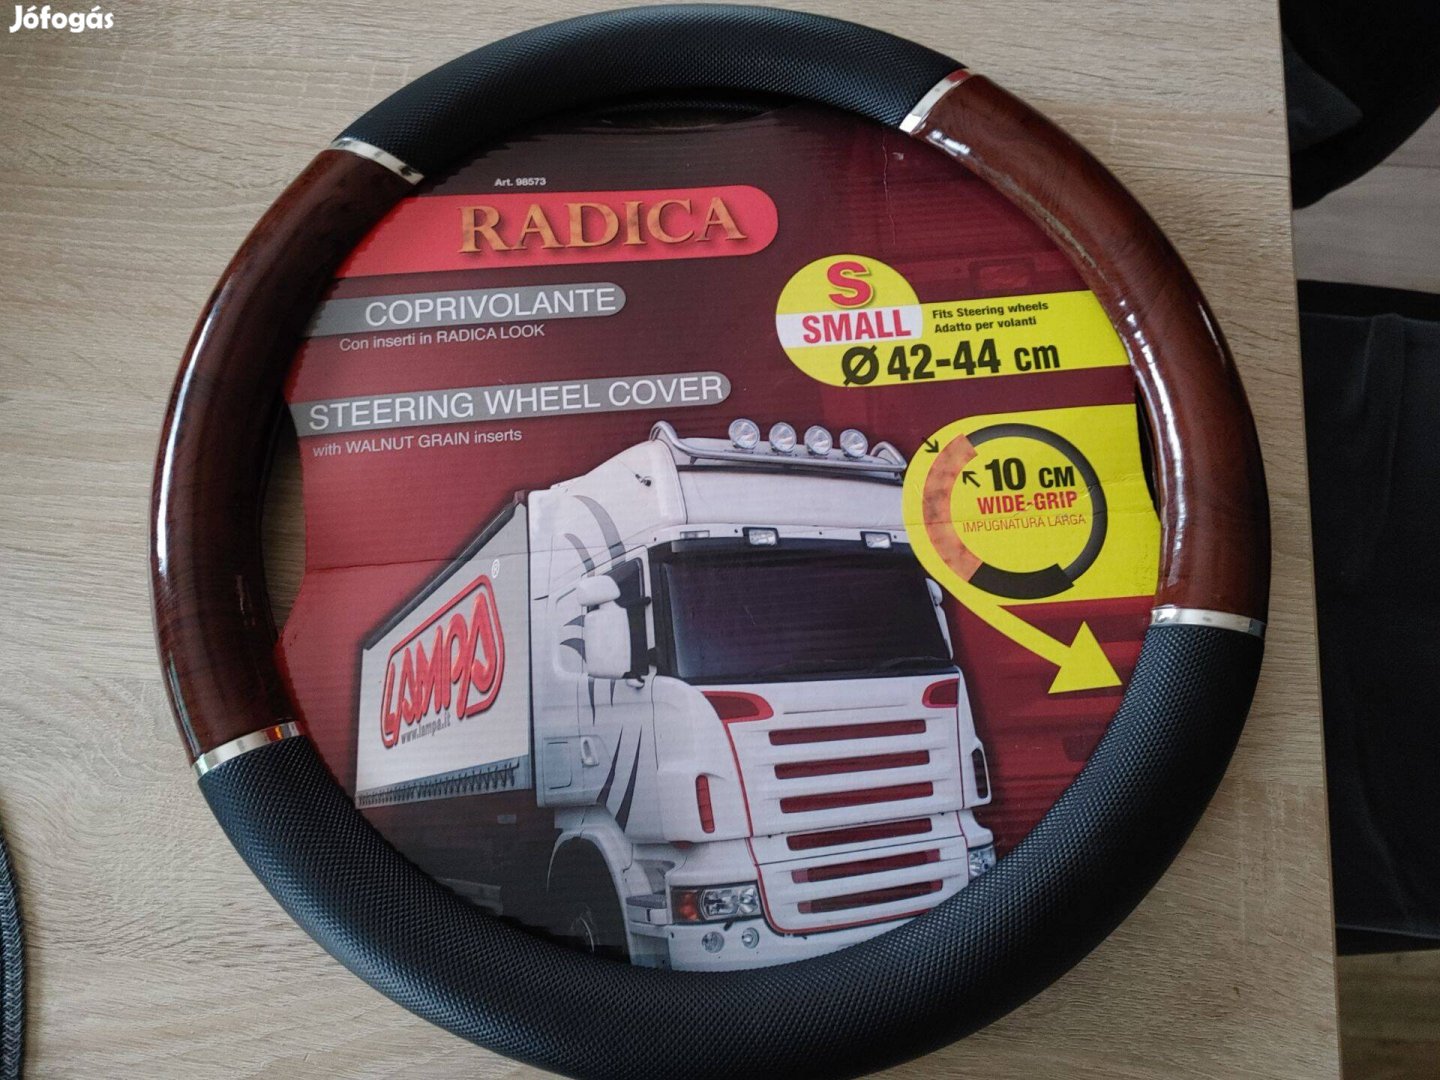 Jófogás
Art. 98573
RADICA
COPRIVOLANTE
Con inserti in RADICA LOOK
STEERING WHEEL COVER
with WALNUT GRAIN inserts
S
SMALL
Fits Steering wheels
Adatto per volanti
Ø 42-44 cm
10 CM
WIDE-GRIP
IMPUGNATURA LARGA
LAMPA®
www.lampa.it